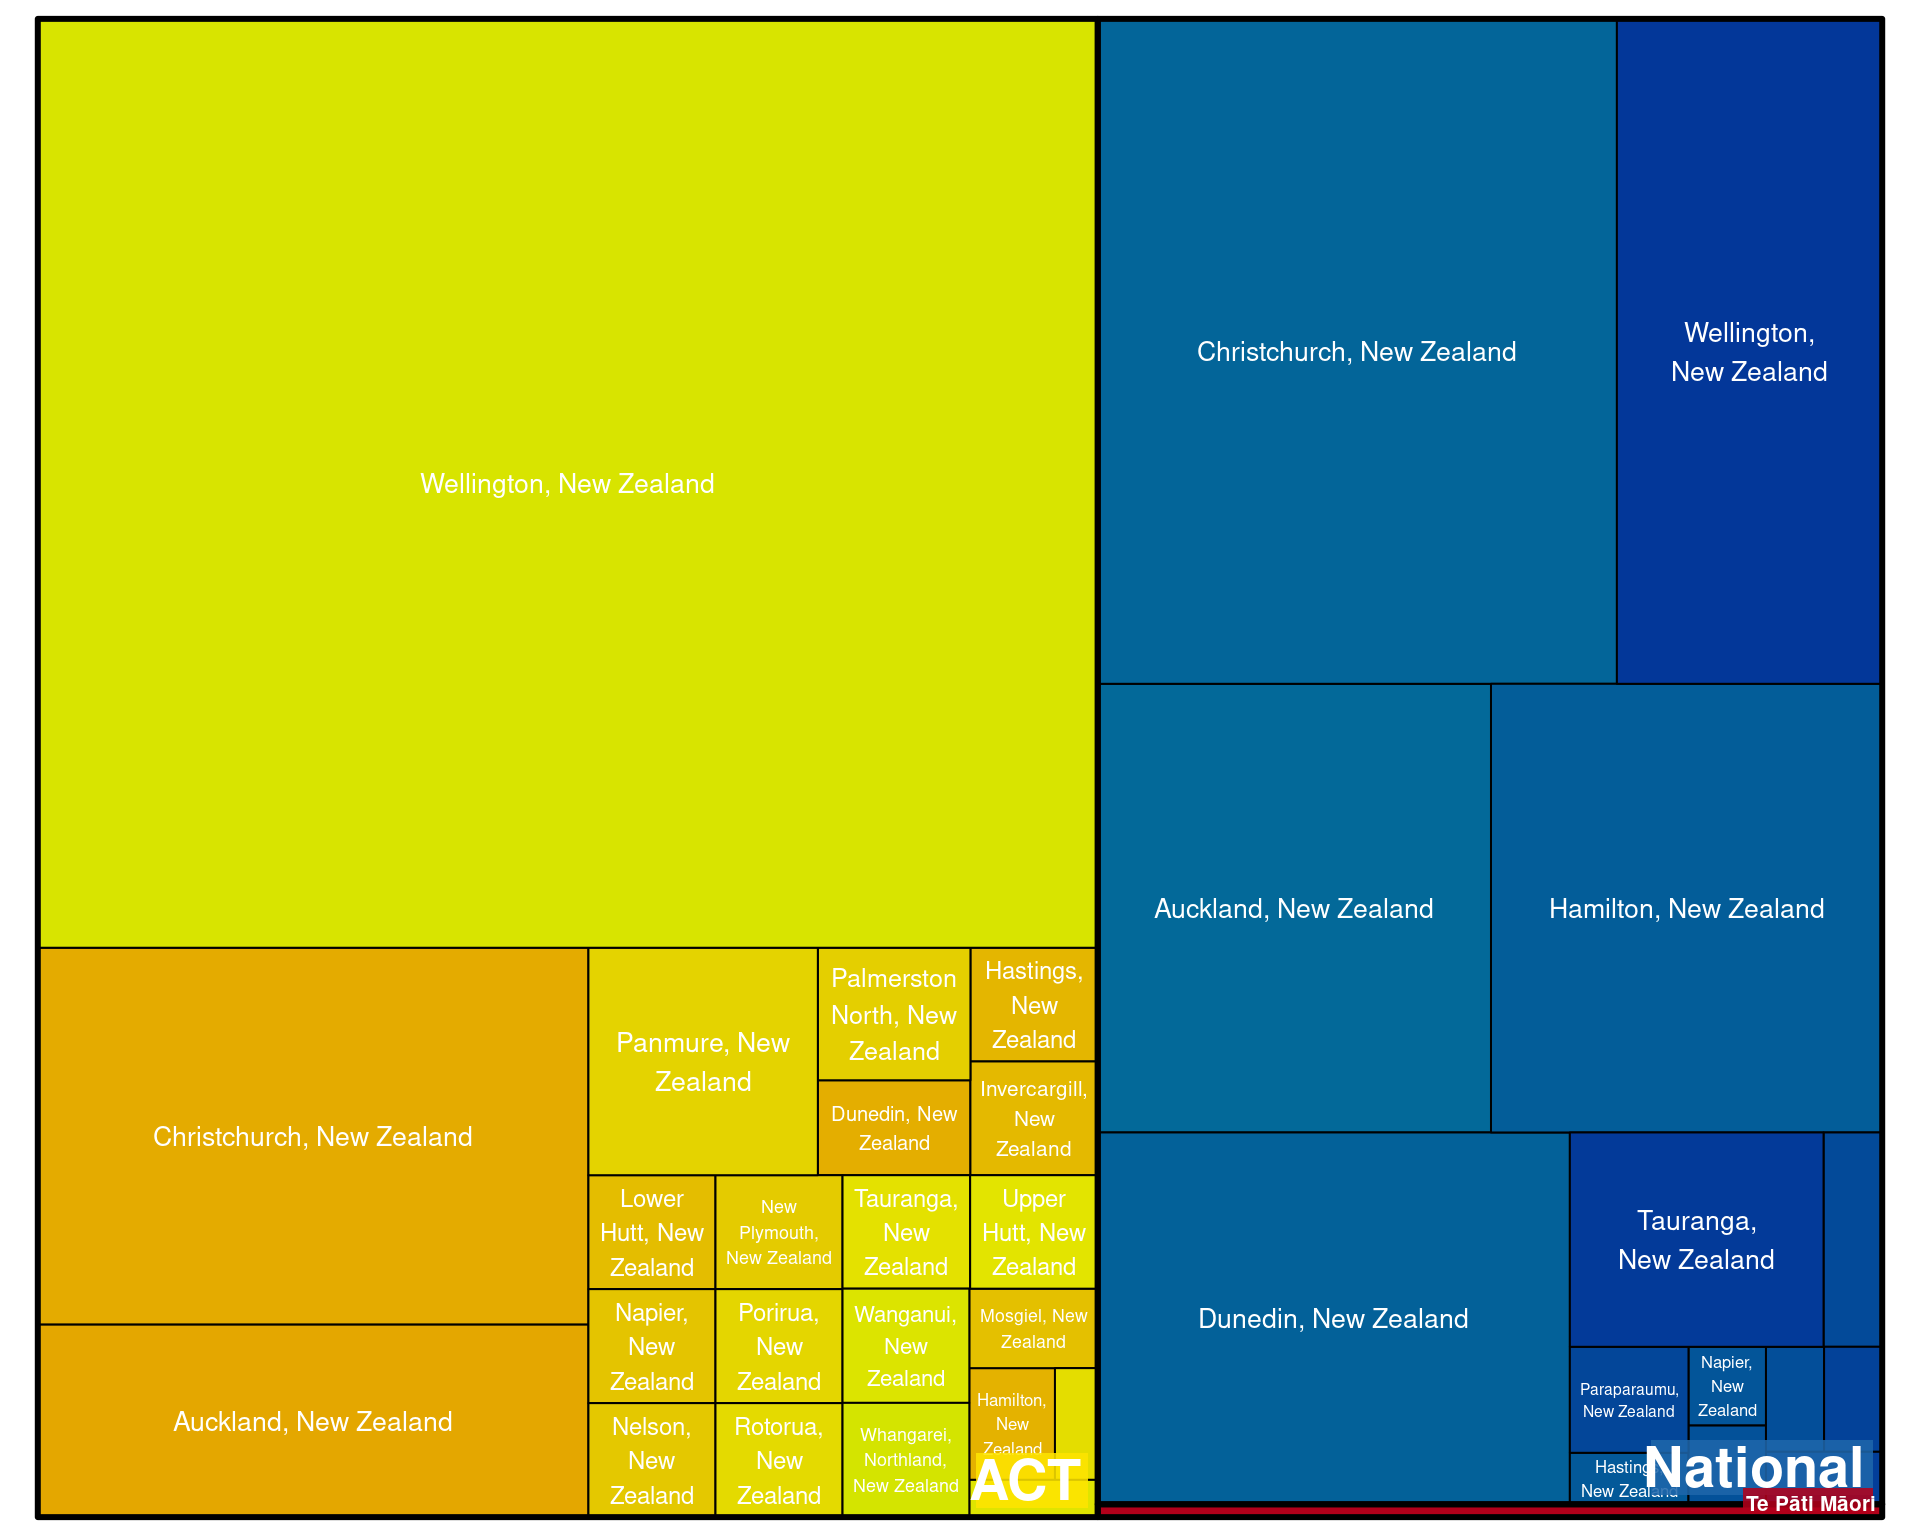 Wellington, New Zealand
Christchurch, New Zealand
Auckland, New Zealand
Panmure, New
Zealand
Palmerston
North, New
Zealand
Dunedin, New
Zealand
Hastings,
New
Zealand
Invercargill,
New
Zealand
Lower
Hutt, New
Zealand
New
Plymouth,
New Zealand
Tauranga,
New
Zealand
Upper
Hutt, New
Zealand
Napier,
New
Zealand
Porirua,
New
Zealand
Wanganui,
New
Zealand
Mosgiel, New
Zealand
Nelson,
New
Zealand
Rotorua,
New
Zealand
Whangarei,
Northland,
New Zealand
Hamilton,
New
Zealand
ACT
Christchurch, New Zealand
Wellington,
New Zealand
Auckland, New Zealand
Hamilton, New Zealand
Dunedin, New Zealand
Tauranga,
New Zealand
Paraparaumu,
New Zealand
Napier,
New
Zealand
Hastings,
New Zealand
National
Te Pāti Māori